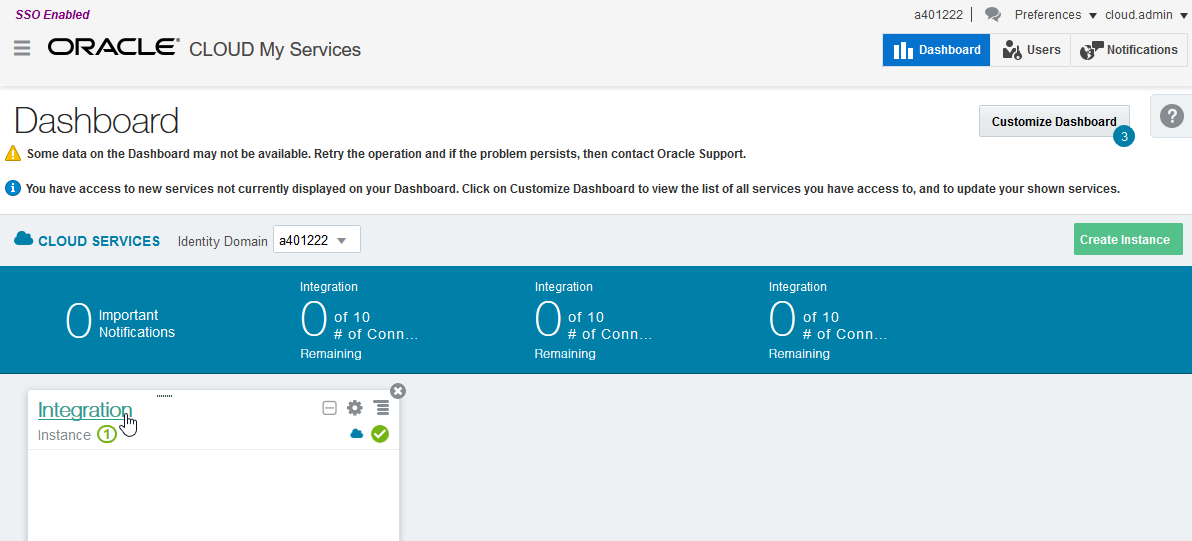 SSO Enabled
a401222 Preferences cloud.admin
ORACLE® CLOUD My Services
Dashboard Users Notifications
Dashboard
Customize Dashboard
3
?
Some data on the Dashboard may not be available. Retry the operation and if the problem persists, then contact Oracle Support.
You have access to new services not currently displayed on your Dashboard. Click on Customize Dashboard to view the list of all services you have access to, and to update your shown services.
CLOUD SERVICES Identity Domain a401222 Create Instance
Integration Integration Integration
0 Important Notifications 0 of 10 # of Conn... 0 of 10 # of Conn... 0 of 10 # of Conn...
Remaining Remaining Remaining
Integration
Instance 1